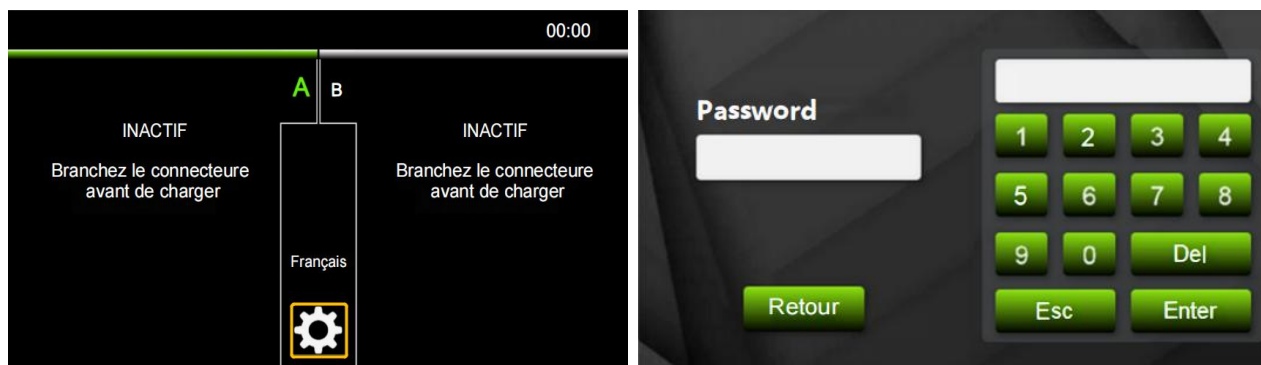 00:00
A B
INACTIF
Branchez le connecteure
avant de charger
INACTIF
Branchez le connecteure
avant de charger
Français
Password
Retour
1 2 3 4
5 6 7 8
9 0 Del
Esc Enter